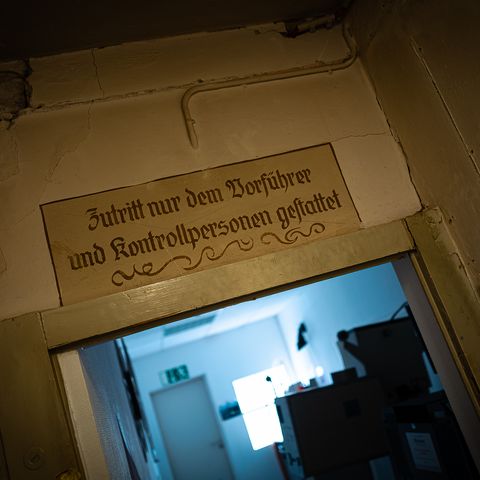 Zutritt nur dem Vorführer
und Kontrollpersonen gestattet